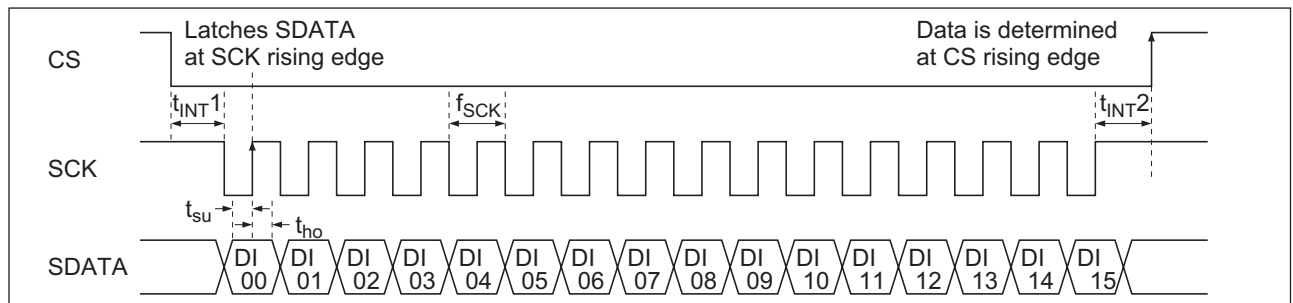 Latches SDATA
at SCK rising edge
Data is determined
at CS rising edge
CS
tINT1
fSCK
tINT2
SCK
tsu
tho
SDATA
DI 00
DI 01
DI 02
DI 03
DI 04
DI 05
DI 06
DI 07
DI 08
DI 09
DI 10
DI 11
DI 12
DI 13
DI 14
DI 15